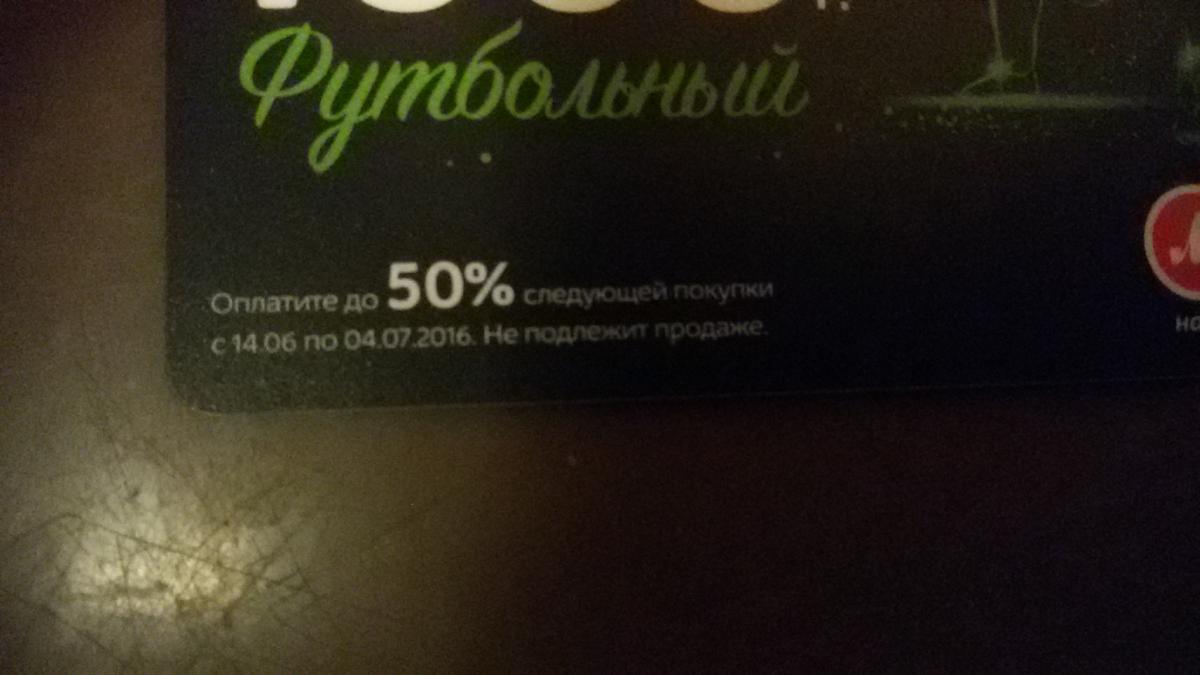 Футбольный
Оплатите до 50% следующей покупки
с 14.06 по 04.07.2016. Не подлежит продаже.